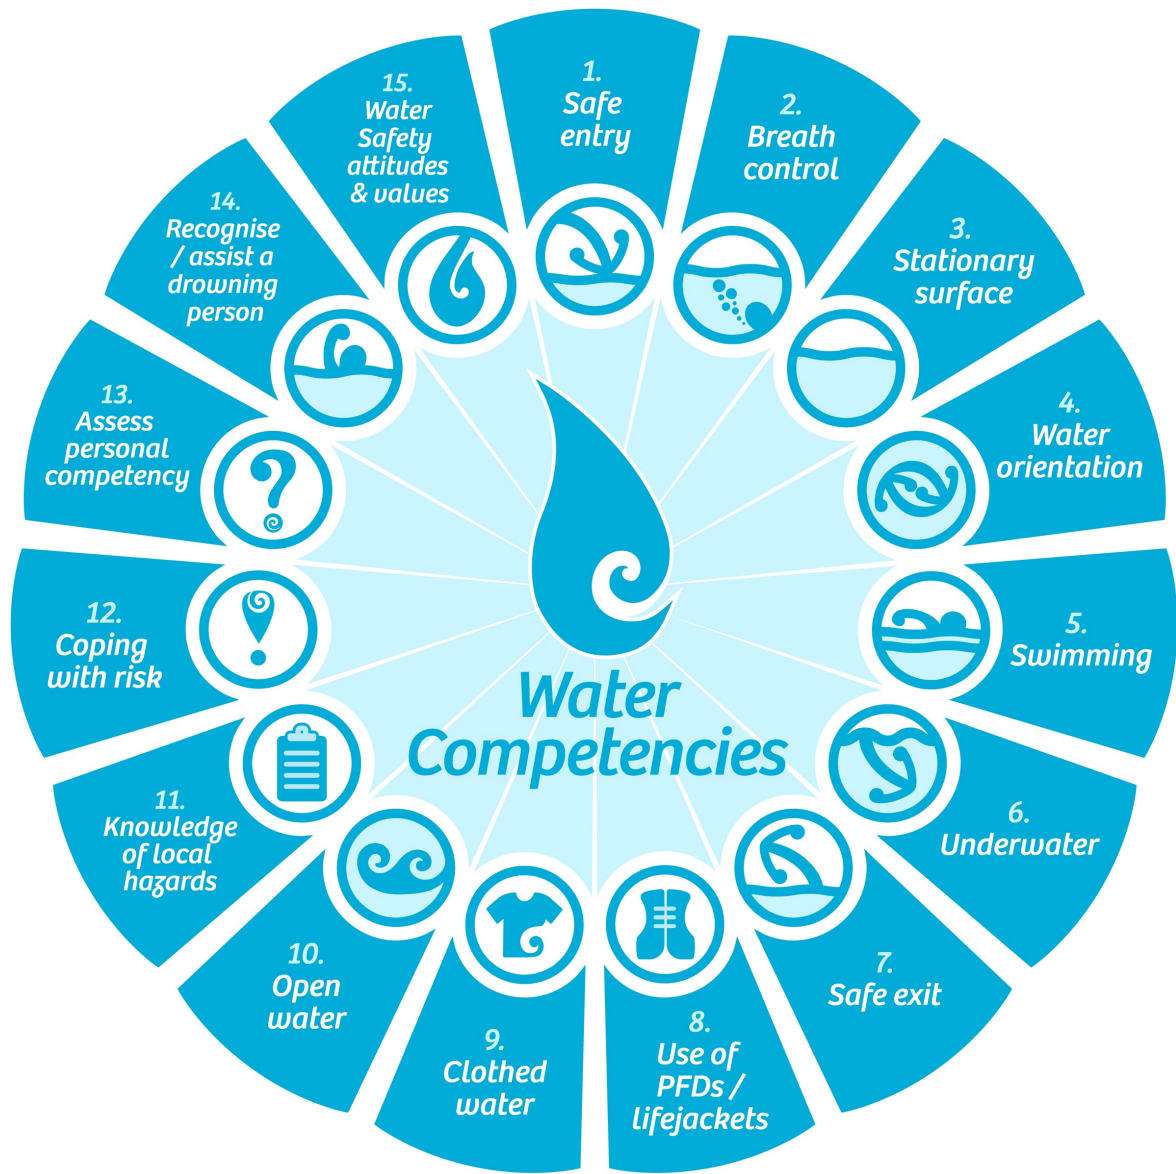 1.
Safe
entry
2.
Breath
control
3.
Stationary
surface
4.
Water
orientation
5.
Swimming
6.
Underwater
7.
Safe exit
8.
Use of
PFDs /
lifejackets
9.
Clothed
water
10.
Open
water
11.
Knowledge
of local
hazards
12.
Coping
with risk
13.
Assess
personal
competency
14.
Recognise
/ assist a
drowning
person
15.
Water
Safety
attitudes
& values
Water
Competencies